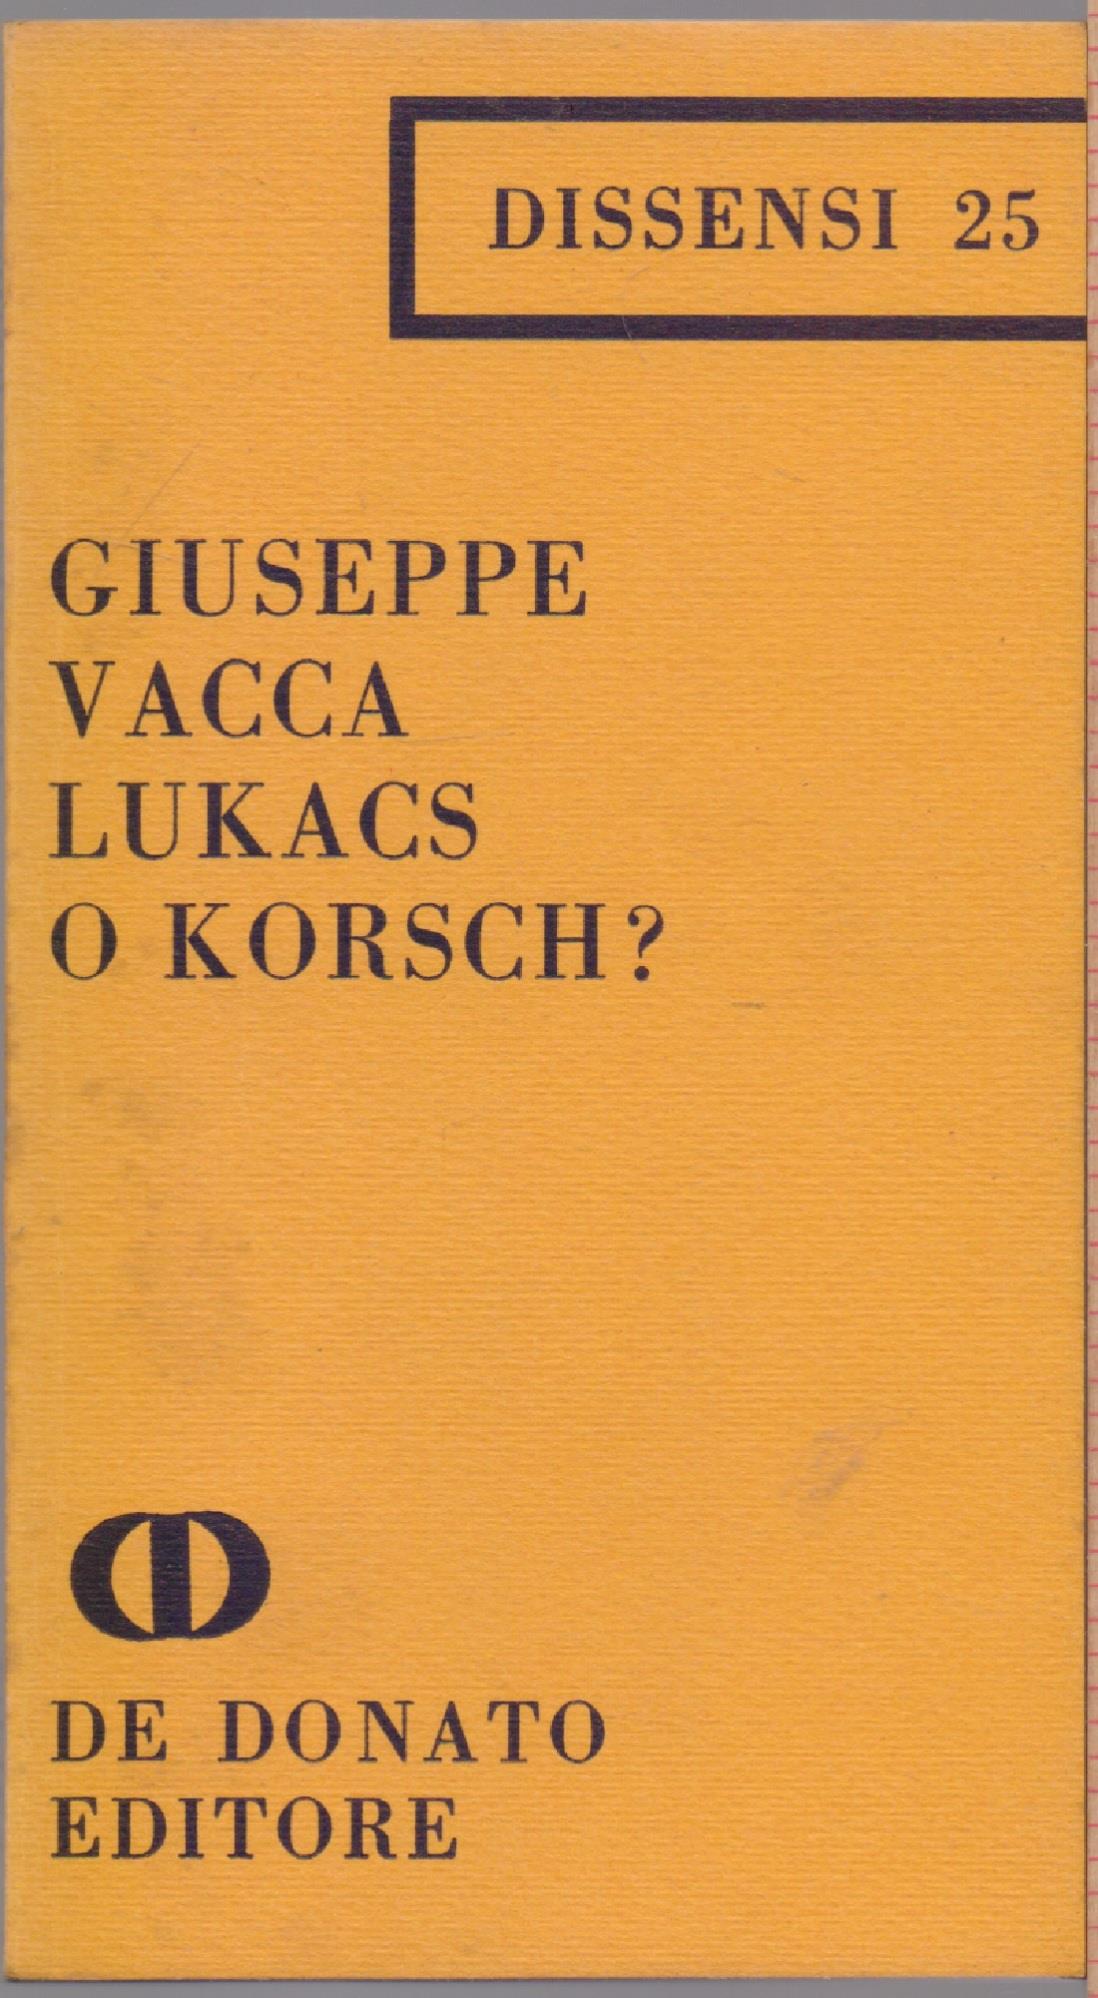 DISSENSI 25
GIUSEPPE
VACCA
LUKACS
O KORSCH?
DE DONATO
EDITORE